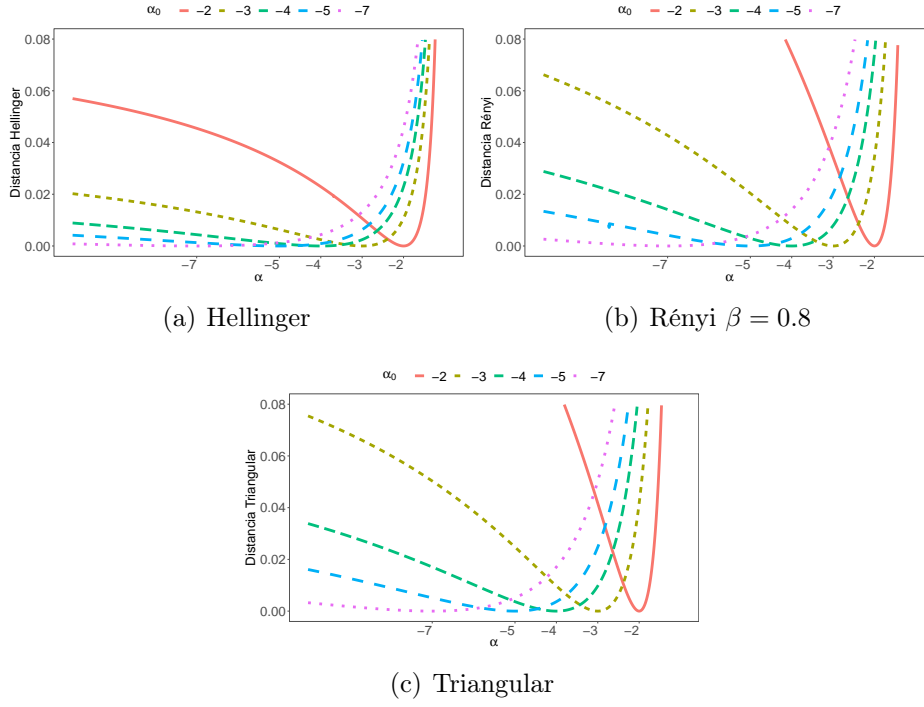 α₀ −2 −3 −4 −5 −7
Distancia Hellinger
0.08
0.06
0.04
0.02
0.00
−7 −5 −4 −3 −2
α
(a) Hellinger
α₀ −2 −3 −4 −5 −7
Distancia Rényi
0.08
0.06
0.04
0.02
0.00
−7 −5 −4 −3 −2
α
(b) Rényi β = 0.8
α₀ −2 −3 −4 −5 −7
Distancia Triangular
0.08
0.06
0.04
0.02
0.00
−7 −5 −4 −3 −2
α
(c) Triangular